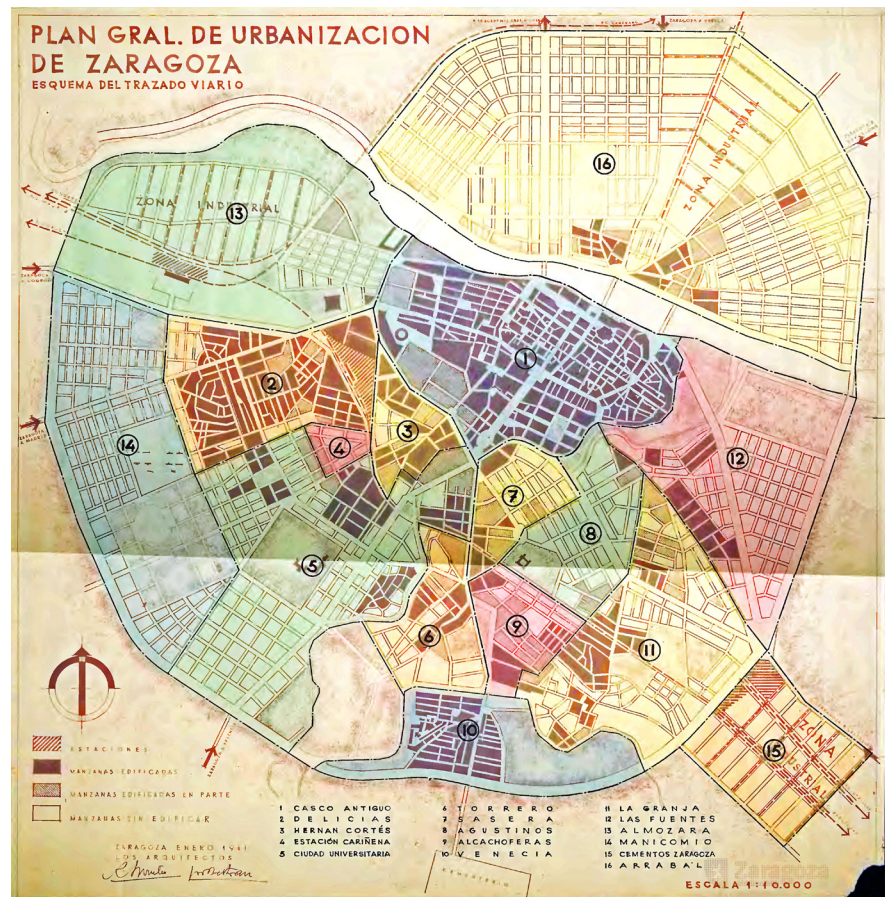 PLAN GRAL. DE URBANIZACION
DE ZARAGOZA
ESQUEMA DEL TRAZADO VIARIO
16
ZONA INDUSTRIAL
ZONA INDUSTRIAL
13
1
2
3
4
14
12
7
8
5
6
9
11
10
ZONA
INDUSTRIAL
15
ESTACIONES
MANZANAS EDIFICADAS
MANZANAS EDIFICADAS EN PARTE
MANZANAS SIN EDIFICAR
ZARAGOZA ENERO 1941
LOS ARQUITECTOS
1 CASCO ANTIGUO
2 DELICIAS
3 HERNAN CORTÉS
4 ESTACIÓN CARIÑENA
5 CIUDAD UNIVERSITARIA
6 TORRERO
7 SASERA
8 AGUSTINOS
9 ALCACHOFERAS
10 VENECIA
11 LA GRANJA
12 LAS FUENTES
13 ALMOZARA
14 MANICOMIO
15 CEMENTOS ZARAGOZA
16 ARRABAL
CEMENTERIO
Zaragoza
ESCALA 1:10.000